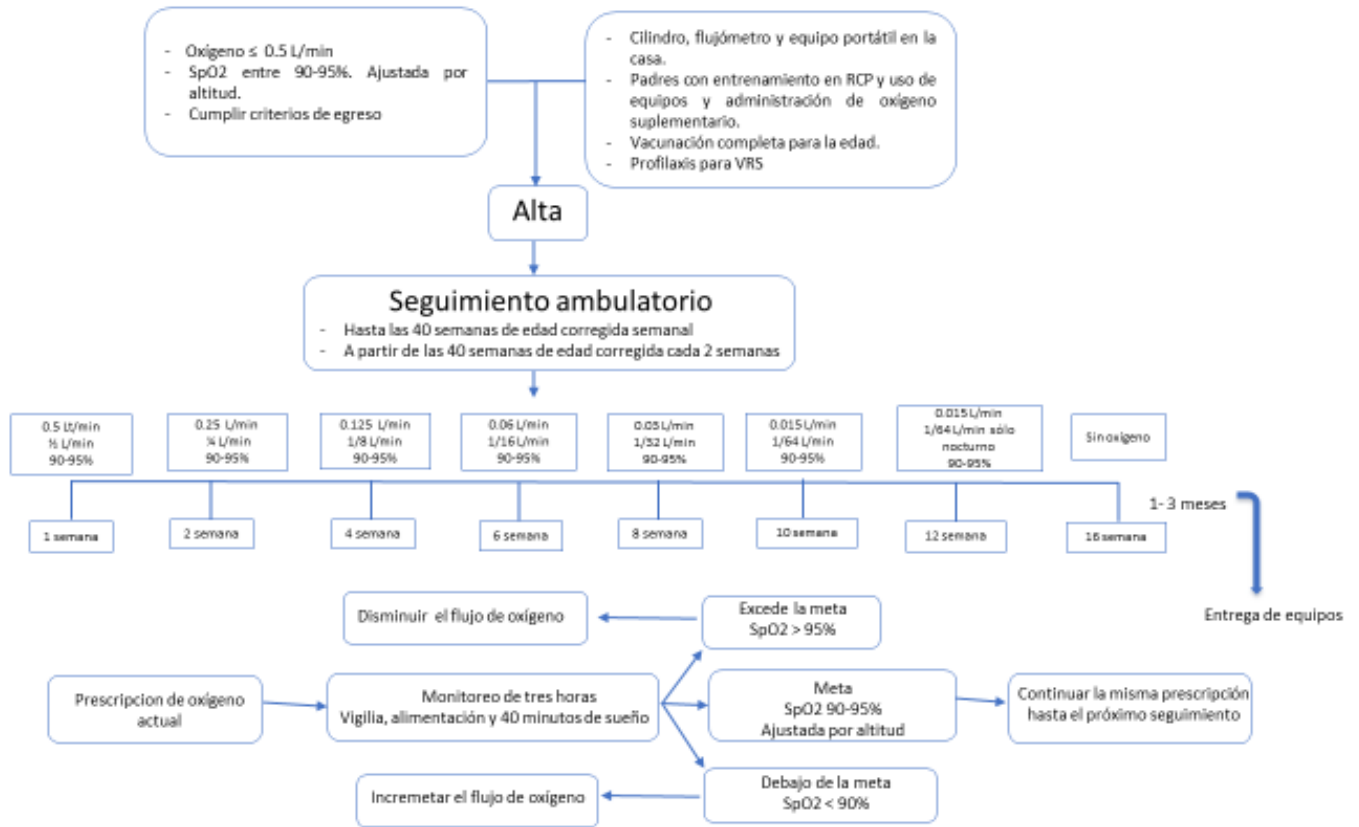 - Oxígeno ≤ 0.5 L/min
- SpO2 entre 90-95%. Ajustada por
altitud.
- Cumplir criterios de egreso
- Cilindro, flujómetro y equipo portátil en la
casa.
- Padres con entrenamiento en RCP y uso de
equipos y administración de oxígeno
suplementario.
- Vacunación completa para la edad.
- Profilaxis para VRS
Alta
Seguimiento ambulatorio
- Hasta las 40 semanas de edad corregida semanal
- A partir de las 40 semanas de edad corregida cada 2 semanas
0.5 Lt/min
½ L/min
90-95%
0.25 L/min
¼ L/min
90-95%
0.125 L/min
1/8 L/min
90-95%
0.06 L/min
1/16 L/min
90-95%
0.03 L/min
1/32 L/min
90-95%
0.015 L/min
1/64 L/min
90-95%
0.015 L/min
1/64 L/min sólo
nocturno
90-95%
Sin oxígeno
1 semana
2 semana
4 semana
6 semana
8 semana
10 semana
12 semana
16 semana
1- 3 meses
Entrega de equipos
Disminuir el flujo de oxígeno
Excede la meta
SpO2 > 95%
Prescripcion de oxígeno
actual
Monitoreo de tres horas
Vigilia, alimentación y 40 minutos de sueño
Meta
SpO2 90-95%
Ajustada por altitud
Continuar la misma prescripción
hasta el próximo seguimiento
Incremetar el flujo de oxígeno
Debajo de la meta
SpO2 < 90%